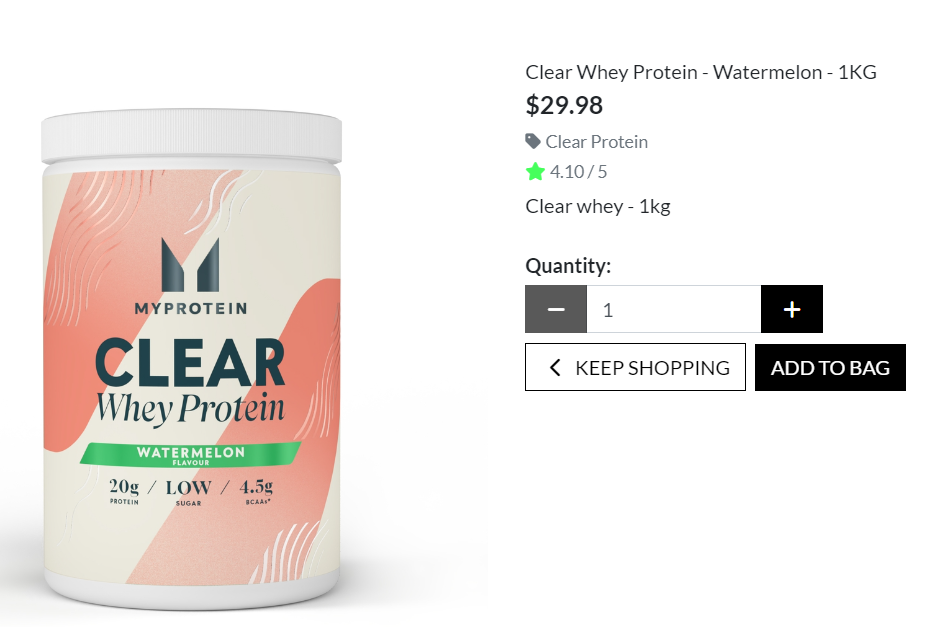 MYPROTEIN
CLEAR
Whey Protein
WATERMELON
FLAVOUR
20g / LOW / 4.5g
PROTEIN SUGAR BCAAs*
Clear Whey Protein - Watermelon - 1KG
$29.98
Clear Protein
4.10 / 5
Clear whey - 1kg
Quantity:
− 1 +
< KEEP SHOPPING ADD TO BAG